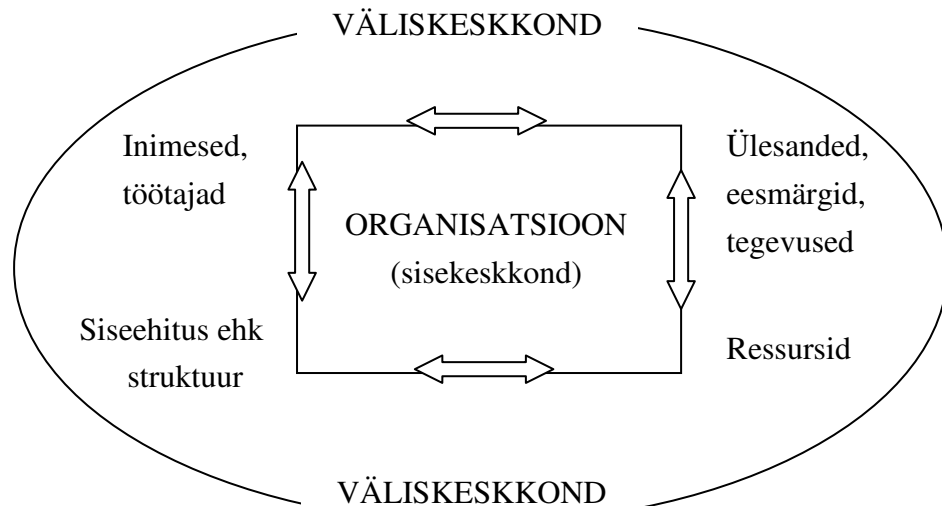 VÄLISKESKKOND
Inimesed,
töötajad
Ülesanded,
eesmärgid,
tegevused
ORGANISATSIOON
(sisekeskkond)
Siseehitus ehk
struktuur
Ressursid
VÄLISKESKKOND